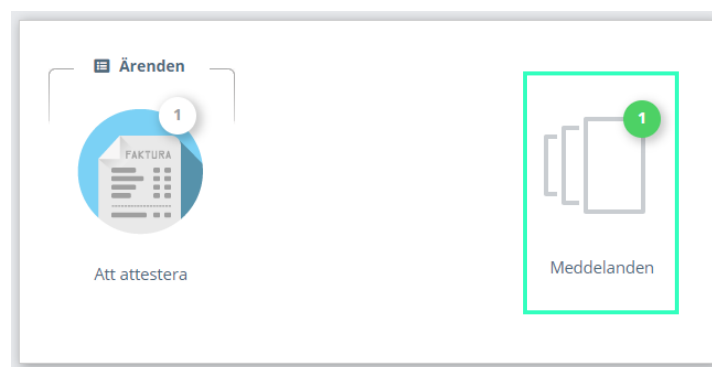 Ärenden
1
FAKTURA
Att attestera
1
Meddelanden